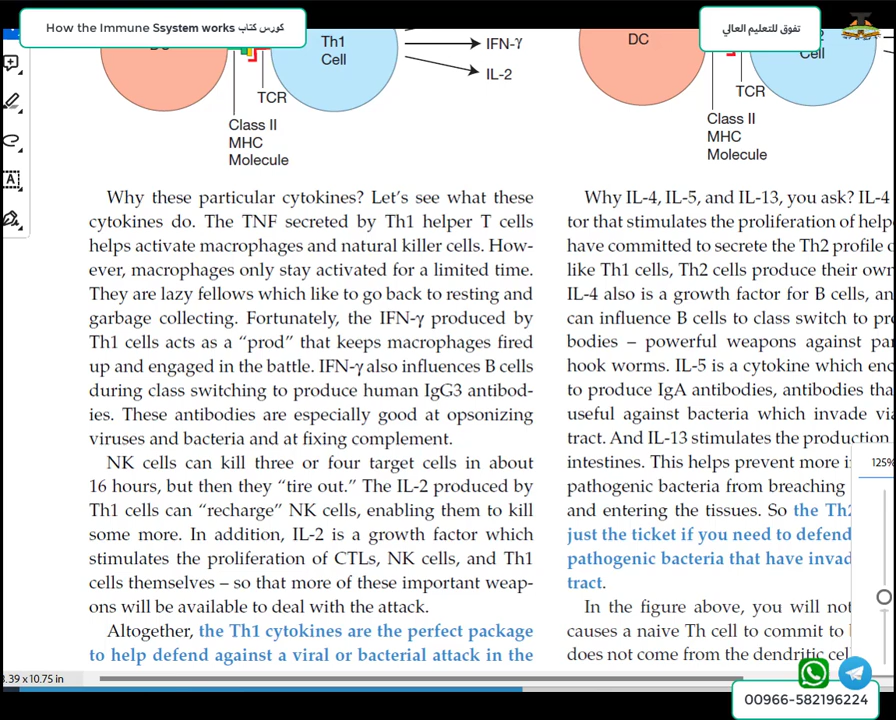 How the Immune Ssystem works كورس كتاب
تفوق للتعليم العالي
Th1
Cell
IFN-γ
IL-2
TCR
Class II
MHC
Molecule
DC
Cell
TCR
Class II
MHC
Molecule
Why these particular cytokines? Let's see what these
cytokines do. The TNF secreted by Th1 helper T cells
helps activate macrophages and natural killer cells. How-
ever, macrophages only stay activated for a limited time.
They are lazy fellows which like to go back to resting and
garbage collecting. Fortunately, the IFN-γ produced by
Th1 cells acts as a “prod” that keeps macrophages fired
up and engaged in the battle. IFN-γ also influences B cells
during class switching to produce human IgG3 antibod-
ies. These antibodies are especially good at opsonizing
viruses and bacteria and at fixing complement.
NK cells can kill three or four target cells in about
16 hours, but then they “tire out.” The IL-2 produced by
Th1 cells can “recharge” NK cells, enabling them to kill
some more. In addition, IL-2 is a growth factor which
stimulates the proliferation of CTLs, NK cells, and Th1
cells themselves – so that more of these important weap-
ons will be available to deal with the attack.
Altogether, the Th1 cytokines are the perfect package
to help defend against a viral or bacterial attack in the
Why IL-4, IL-5, and IL-13, you ask? IL-4
tor that stimulates the proliferation of help
have committed to secrete the Th2 profile
like Th1 cells, Th2 cells produce their own
IL-4 also is a growth factor for B cells, an
can influence B cells to class switch to pr
bodies – powerful weapons against pa
hook worms. IL-5 is a cytokine which enc
to produce IgA antibodies, antibodies tha
useful against bacteria which invade via
tract. And IL-13 stimulates the production
intestines. This helps prevent more i
pathogenic bacteria from breaching
and entering the tissues. So the Th2
just the ticket if you need to defend
pathogenic bacteria that have invad
tract.
In the figure above, you will not
causes a naive Th cell to commit to
does not come from the dendritic cel
125%
3.39 x 10.75 in
00966-582196224